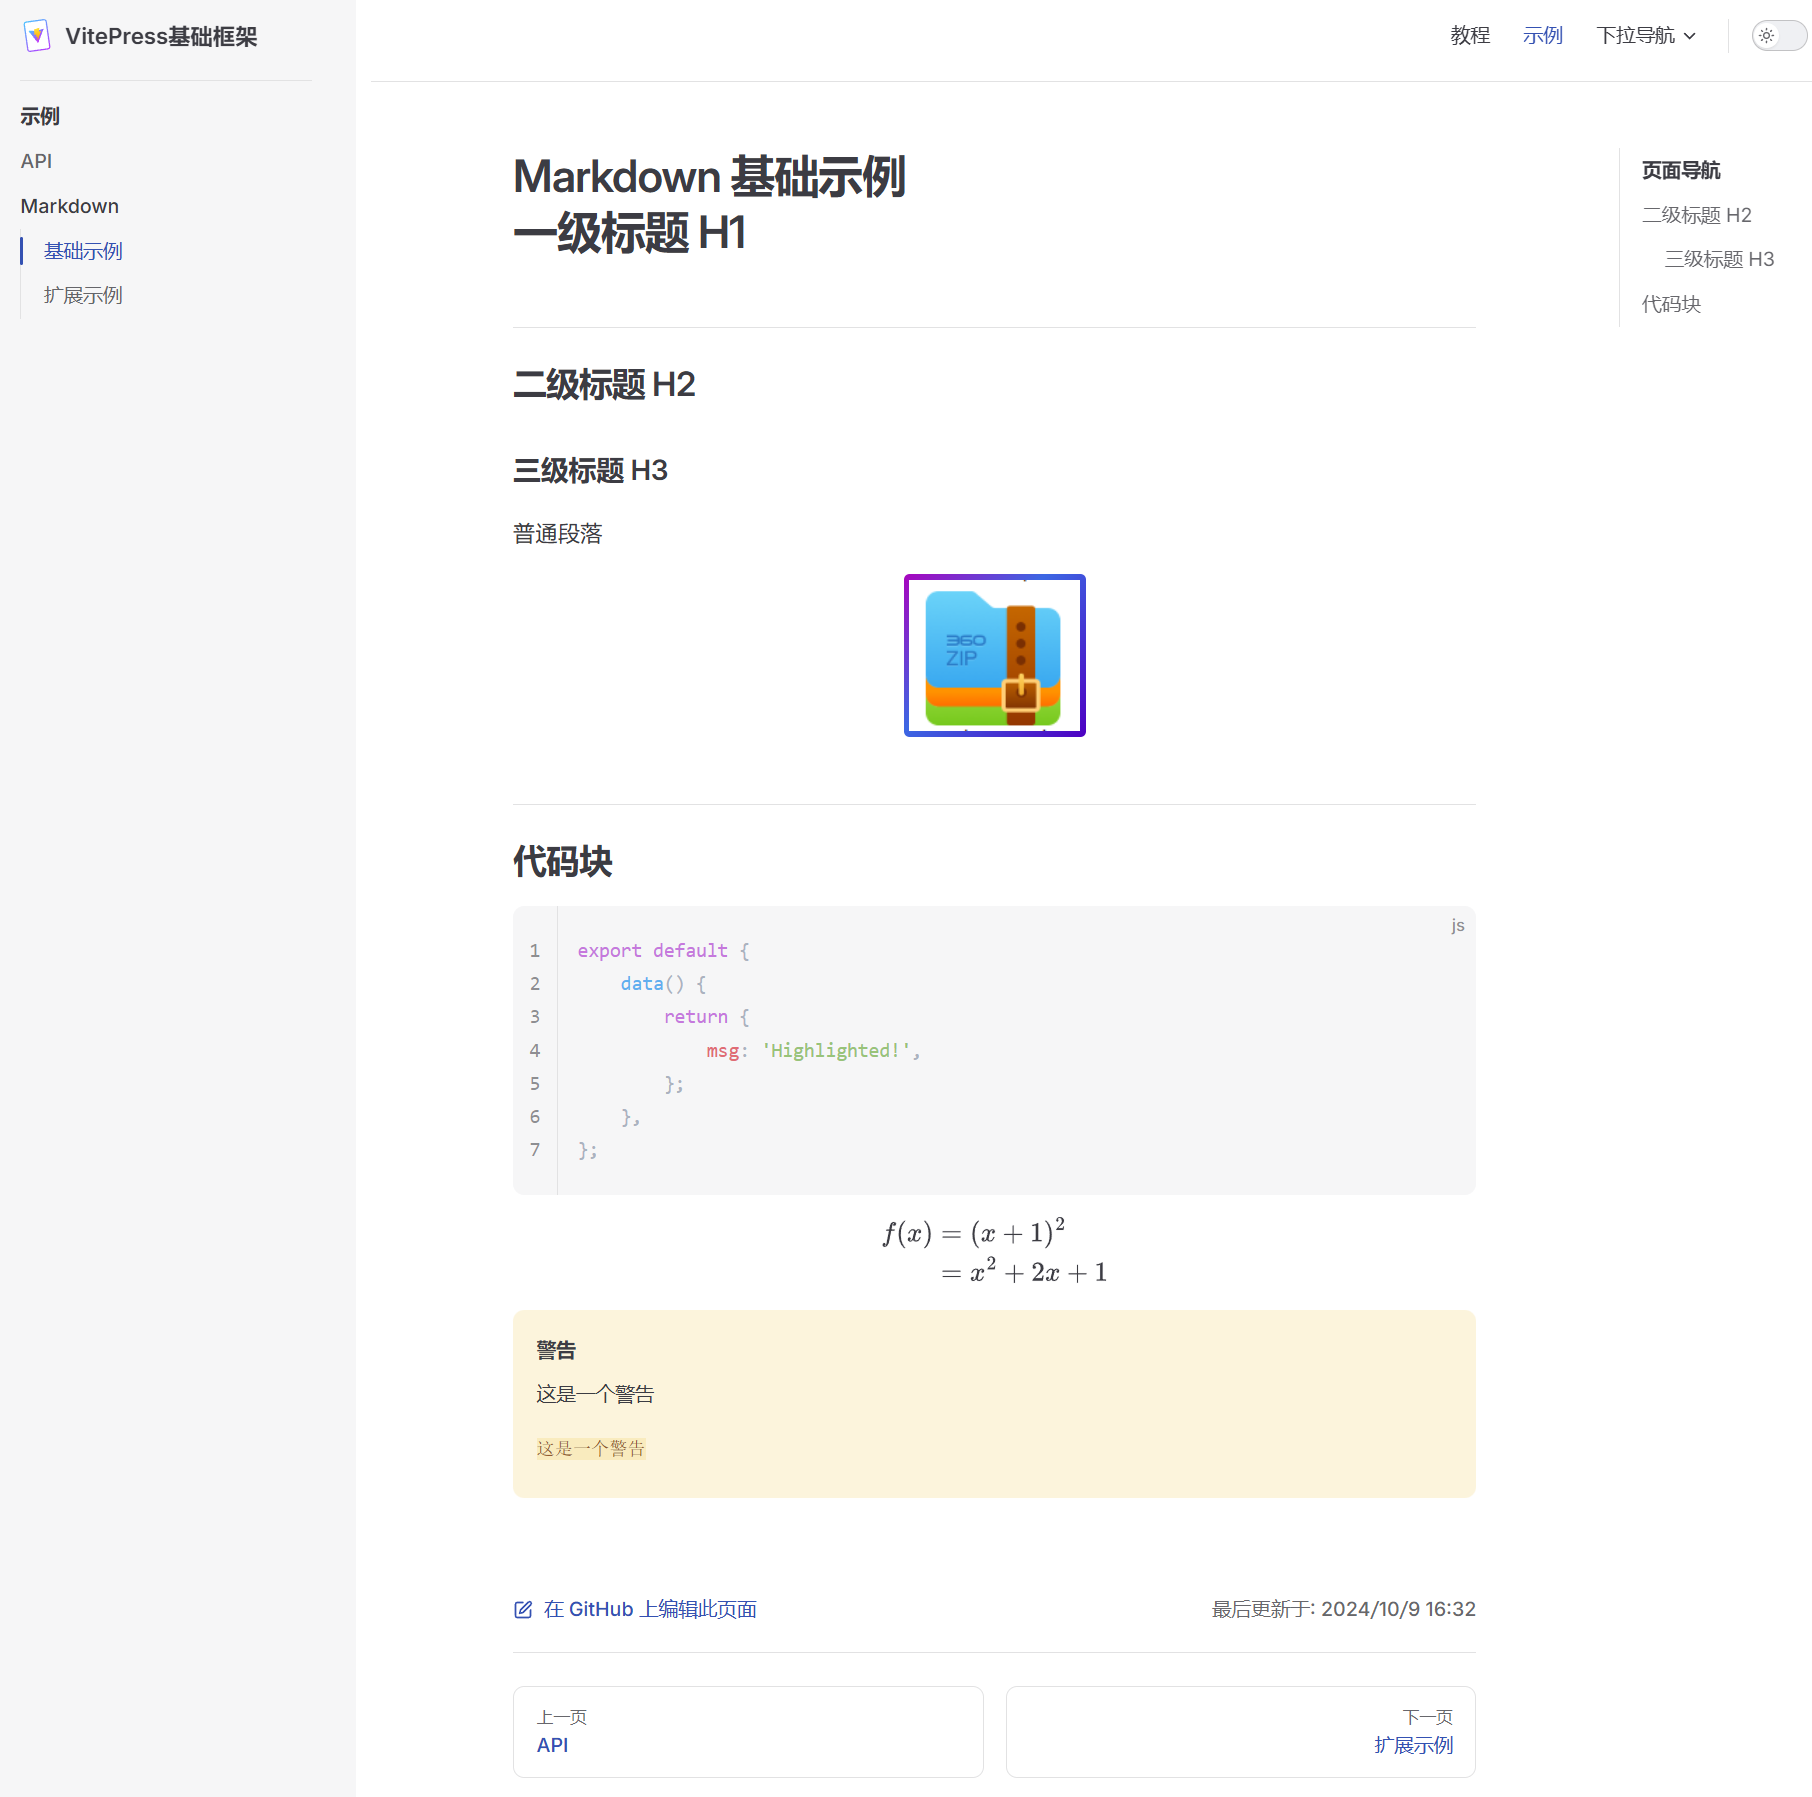 VitePress基础框架
教程
示例
下拉导航
示例
API
Markdown
基础示例
扩展示例
Markdown 基础示例
一级标题 H1
二级标题 H2
三级标题 H3
普通段落
360
ZIP
代码块
js
1 export default {
2 data() {
3 return {
4 msg: 'Highlighted!',
5 };
6 },
7 };
f(x) = (x + 1)²
= x² + 2x + 1
警告
这是一个警告
这是一个警告
在 GitHub 上编辑此页面
最后更新于: 2024/10/9 16:32
上一页
API
下一页
扩展示例
页面导航
二级标题 H2
三级标题 H3
代码块